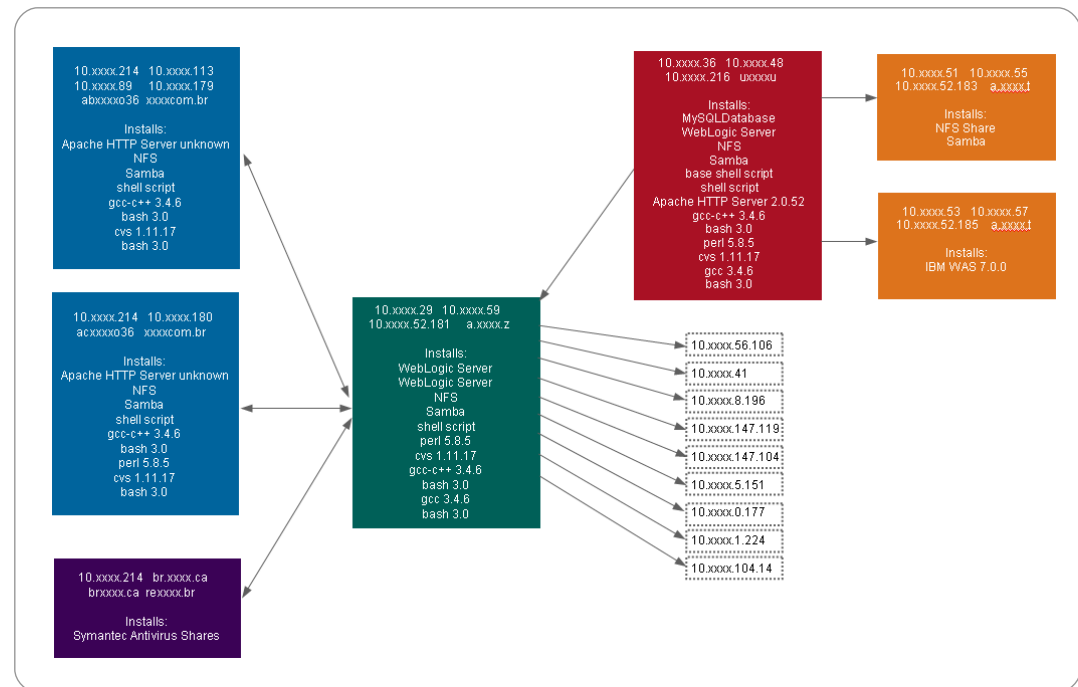 10.xxxx.214 10.xxxx.113
10.xxxx.89 10.xxxx.179
abxxxxo36 xxxxcom.br
Installs:
Apache HTTP Server unknown
NFS
Samba
shell script
gcc-c++ 3.4.6
bash 3.0
cvs 1.11.17
bash 3.0
10.xxxx.214 10.xxxx.180
acxxxxo36 xxxxcom.br
Installs:
Apache HTTP Server unknown
NFS
Samba
shell script
gcc-c++ 3.4.6
bash 3.0
perl 5.8.5
cvs 1.11.17
bash 3.0
10.xxxx.214 br.xxxx.ca
brxxxx.ca rexxxx.br
Installs:
Symantec Antivirus Shares
10.xxxx.29 10.xxxx.59
10.xxxx.52.181 a.xxxx.z
Installs:
WebLogic Server
WebLogic Server
NFS
Samba
shell script
perl 5.8.5
cvs 1.11.17
gcc-c++ 3.4.6
bash 3.0
gcc 3.4.6
bash 3.0
10.xxxx.36 10.xxxx.48
10.xxxx.216 uxxxxu
Installs:
MySQLDatabase
WebLogic Server
NFS
Samba
base shell script
shell script
Apache HTTP Server 2.0.52
gcc-c++ 3.4.6
bash 3.0
perl 5.8.5
cvs 1.11.17
gcc 3.4.6
bash 3.0
10.xxxx.51 10.xxxx.55
10.xxxx.52.183 a.xxxx.t
Installs:
NFS Share
Samba
10.xxxx.53 10.xxxx.57
10.xxxx.52.185 a.xxxx.t
Installs:
IBM WAS 7.0.0
10.xxxx.56.106
10.xxxx.41
10.xxxx.8.196
10.xxxx.147.119
10.xxxx.147.104
10.xxxx.5.151
10.xxxx.0.177
10.xxxx.1.224
10.xxxx.104.14